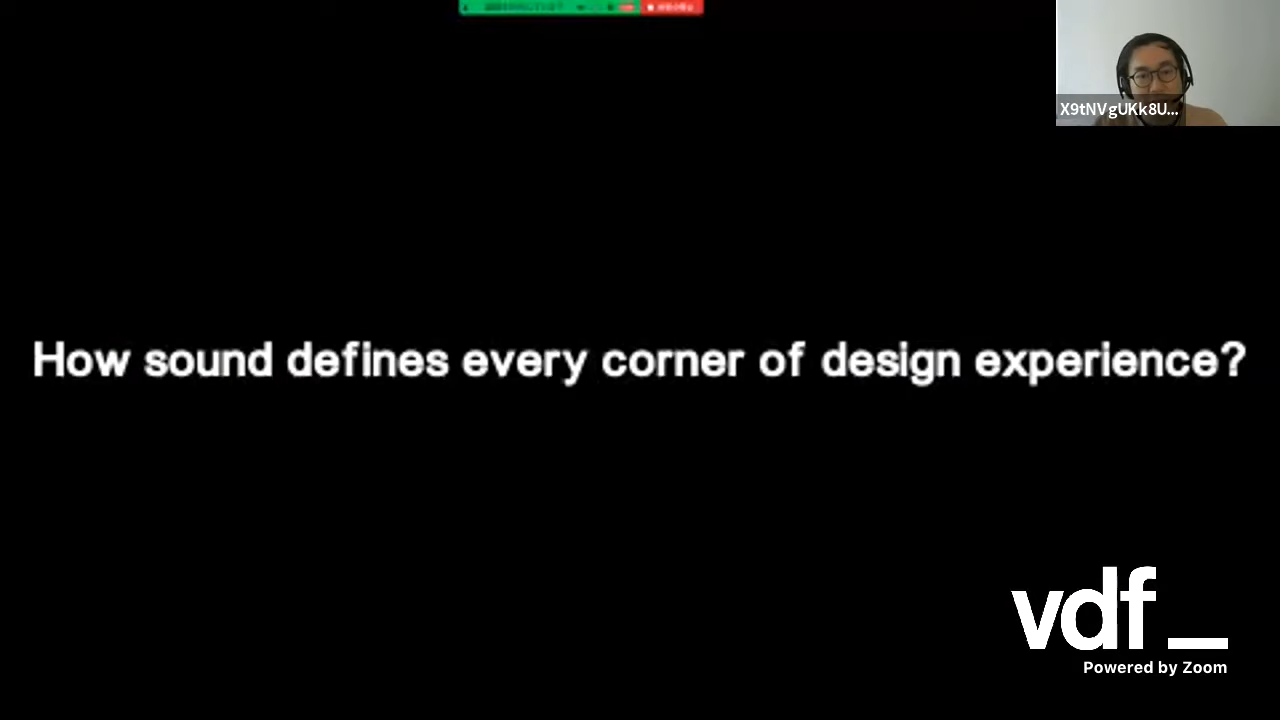 X9tNVgUKk8U...
How sound defines every corner of design experience?
vdf_
Powered by Zoom